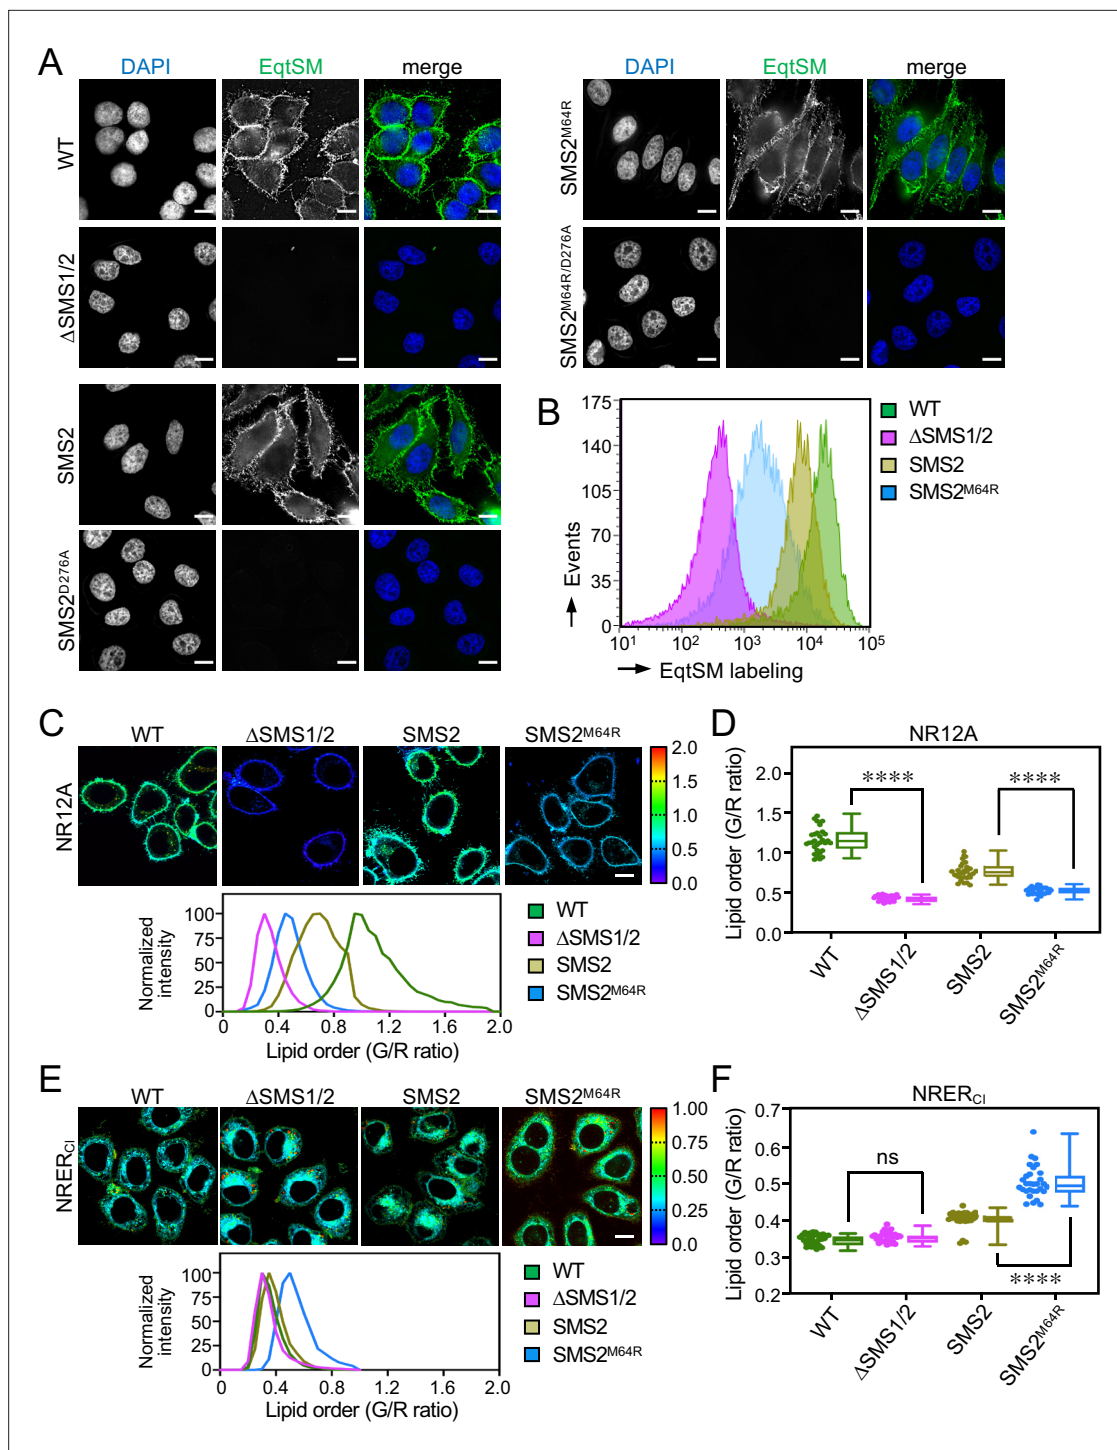 A
DAPI EqtSM merge
WT
ΔSMS1/2
SMS2
SMS2D276A
DAPI EqtSM merge
SMS2M64R
SMS2M64R/D276A
B
175
140
105
70
35
0
Events
10¹ 10² 10³ 10⁴ 10⁵
EqtSM labeling
WT
ΔSMS1/2
SMS2
SMS2M64R
C
WT ΔSMS1/2 SMS2 SMS2M64R
NR12A
2.0
1.5
1.0
0.5
0.0
Normalized intensity
100
75
50
25
0
0 0.4 0.8 1.2 1.6 2.0
Lipid order (G/R ratio)
WT
ΔSMS1/2
SMS2
SMS2M64R
D
NR12A
Lipid order (G/R ratio)
2.0
1.5
1.0
0.5
0.0
**** ****
WT ΔSMS1/2 SMS2 SMS2M64R
E
WT ΔSMS1/2 SMS2 SMS2M64R
NRERCI
1.00
0.75
0.50
0.25
0.0
Normalized intensity
100
75
50
25
0
0 0.4 0.8 1.2 1.6 2.0
Lipid order (G/R ratio)
WT
ΔSMS1/2
SMS2
SMS2M64R
F
NRERCI
Lipid order (G/R ratio)
0.7
0.6
0.5
0.4
0.3
0.2
ns
****
WT ΔSMS1/2 SMS2 SMS2M64R